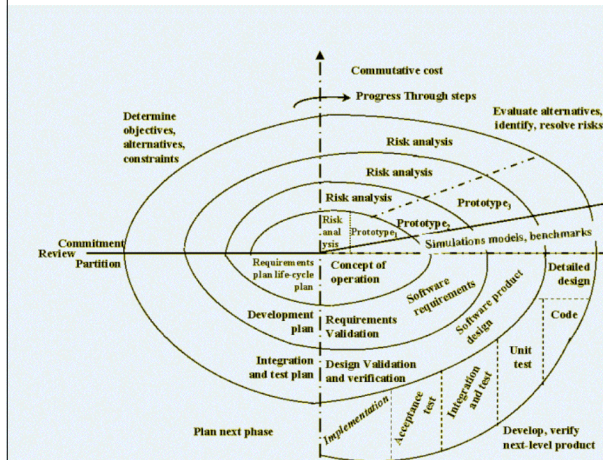 Commutative cost
Progress Through steps
Determine
objectives,
alternatives,
constraints
Evaluate alternatives,
identify, resolve risks
Risk analysis
Risk analysis
Risk analysis
Prototype3
Risk
anal
ysis
Prototype1
Prototype2
Simulations models, benchmarks
Commitment
Review
Partition
Requirements
plan life-cycle
plan
Concept of
operation
Software
requirements
Software product
design
Detailed
design
Development
plan
Requirements
Validation
Code
Integration
and test plan
Design Validation
and verification
Unit
test
Integration
and test
Acceptance
test
Implementation
Plan next phase
Develop, verify
next-level product